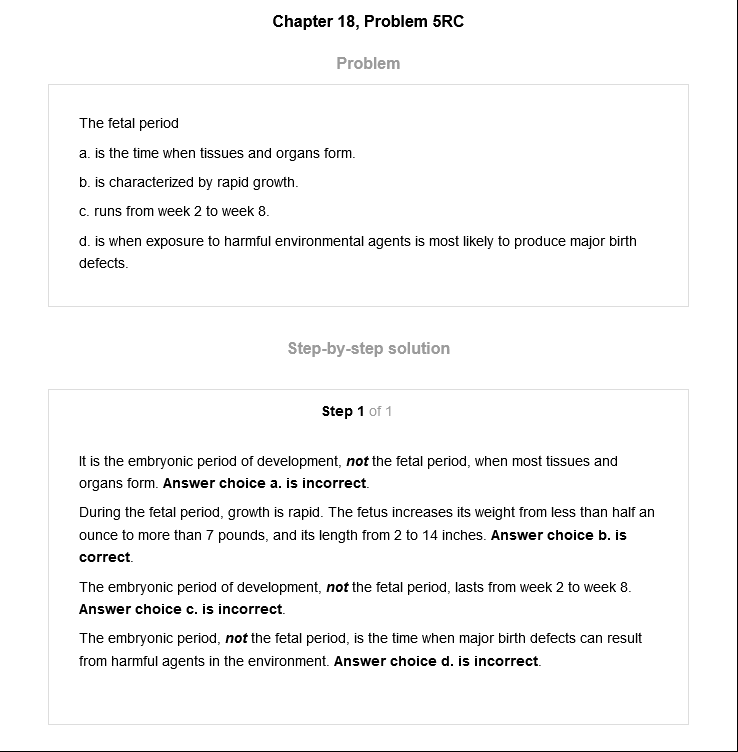 Chapter 18, Problem 5RC
Problem
The fetal period
a. is the time when tissues and organs form.
b. is characterized by rapid growth.
c. runs from week 2 to week 8.
d. is when exposure to harmful environmental agents is most likely to produce major birth
defects.
Step-by-step solution
Step 1 of 1
It is the embryonic period of development, not the fetal period, when most tissues and
organs form. Answer choice a. is incorrect.
During the fetal period, growth is rapid. The fetus increases its weight from less than half an
ounce to more than 7 pounds, and its length from 2 to 14 inches. Answer choice b. is
correct.
The embryonic period of development, not the fetal period, lasts from week 2 to week 8.
Answer choice c. is incorrect.
The embryonic period, not the fetal period, is the time when major birth defects can result
from harmful agents in the environment. Answer choice d. is incorrect.